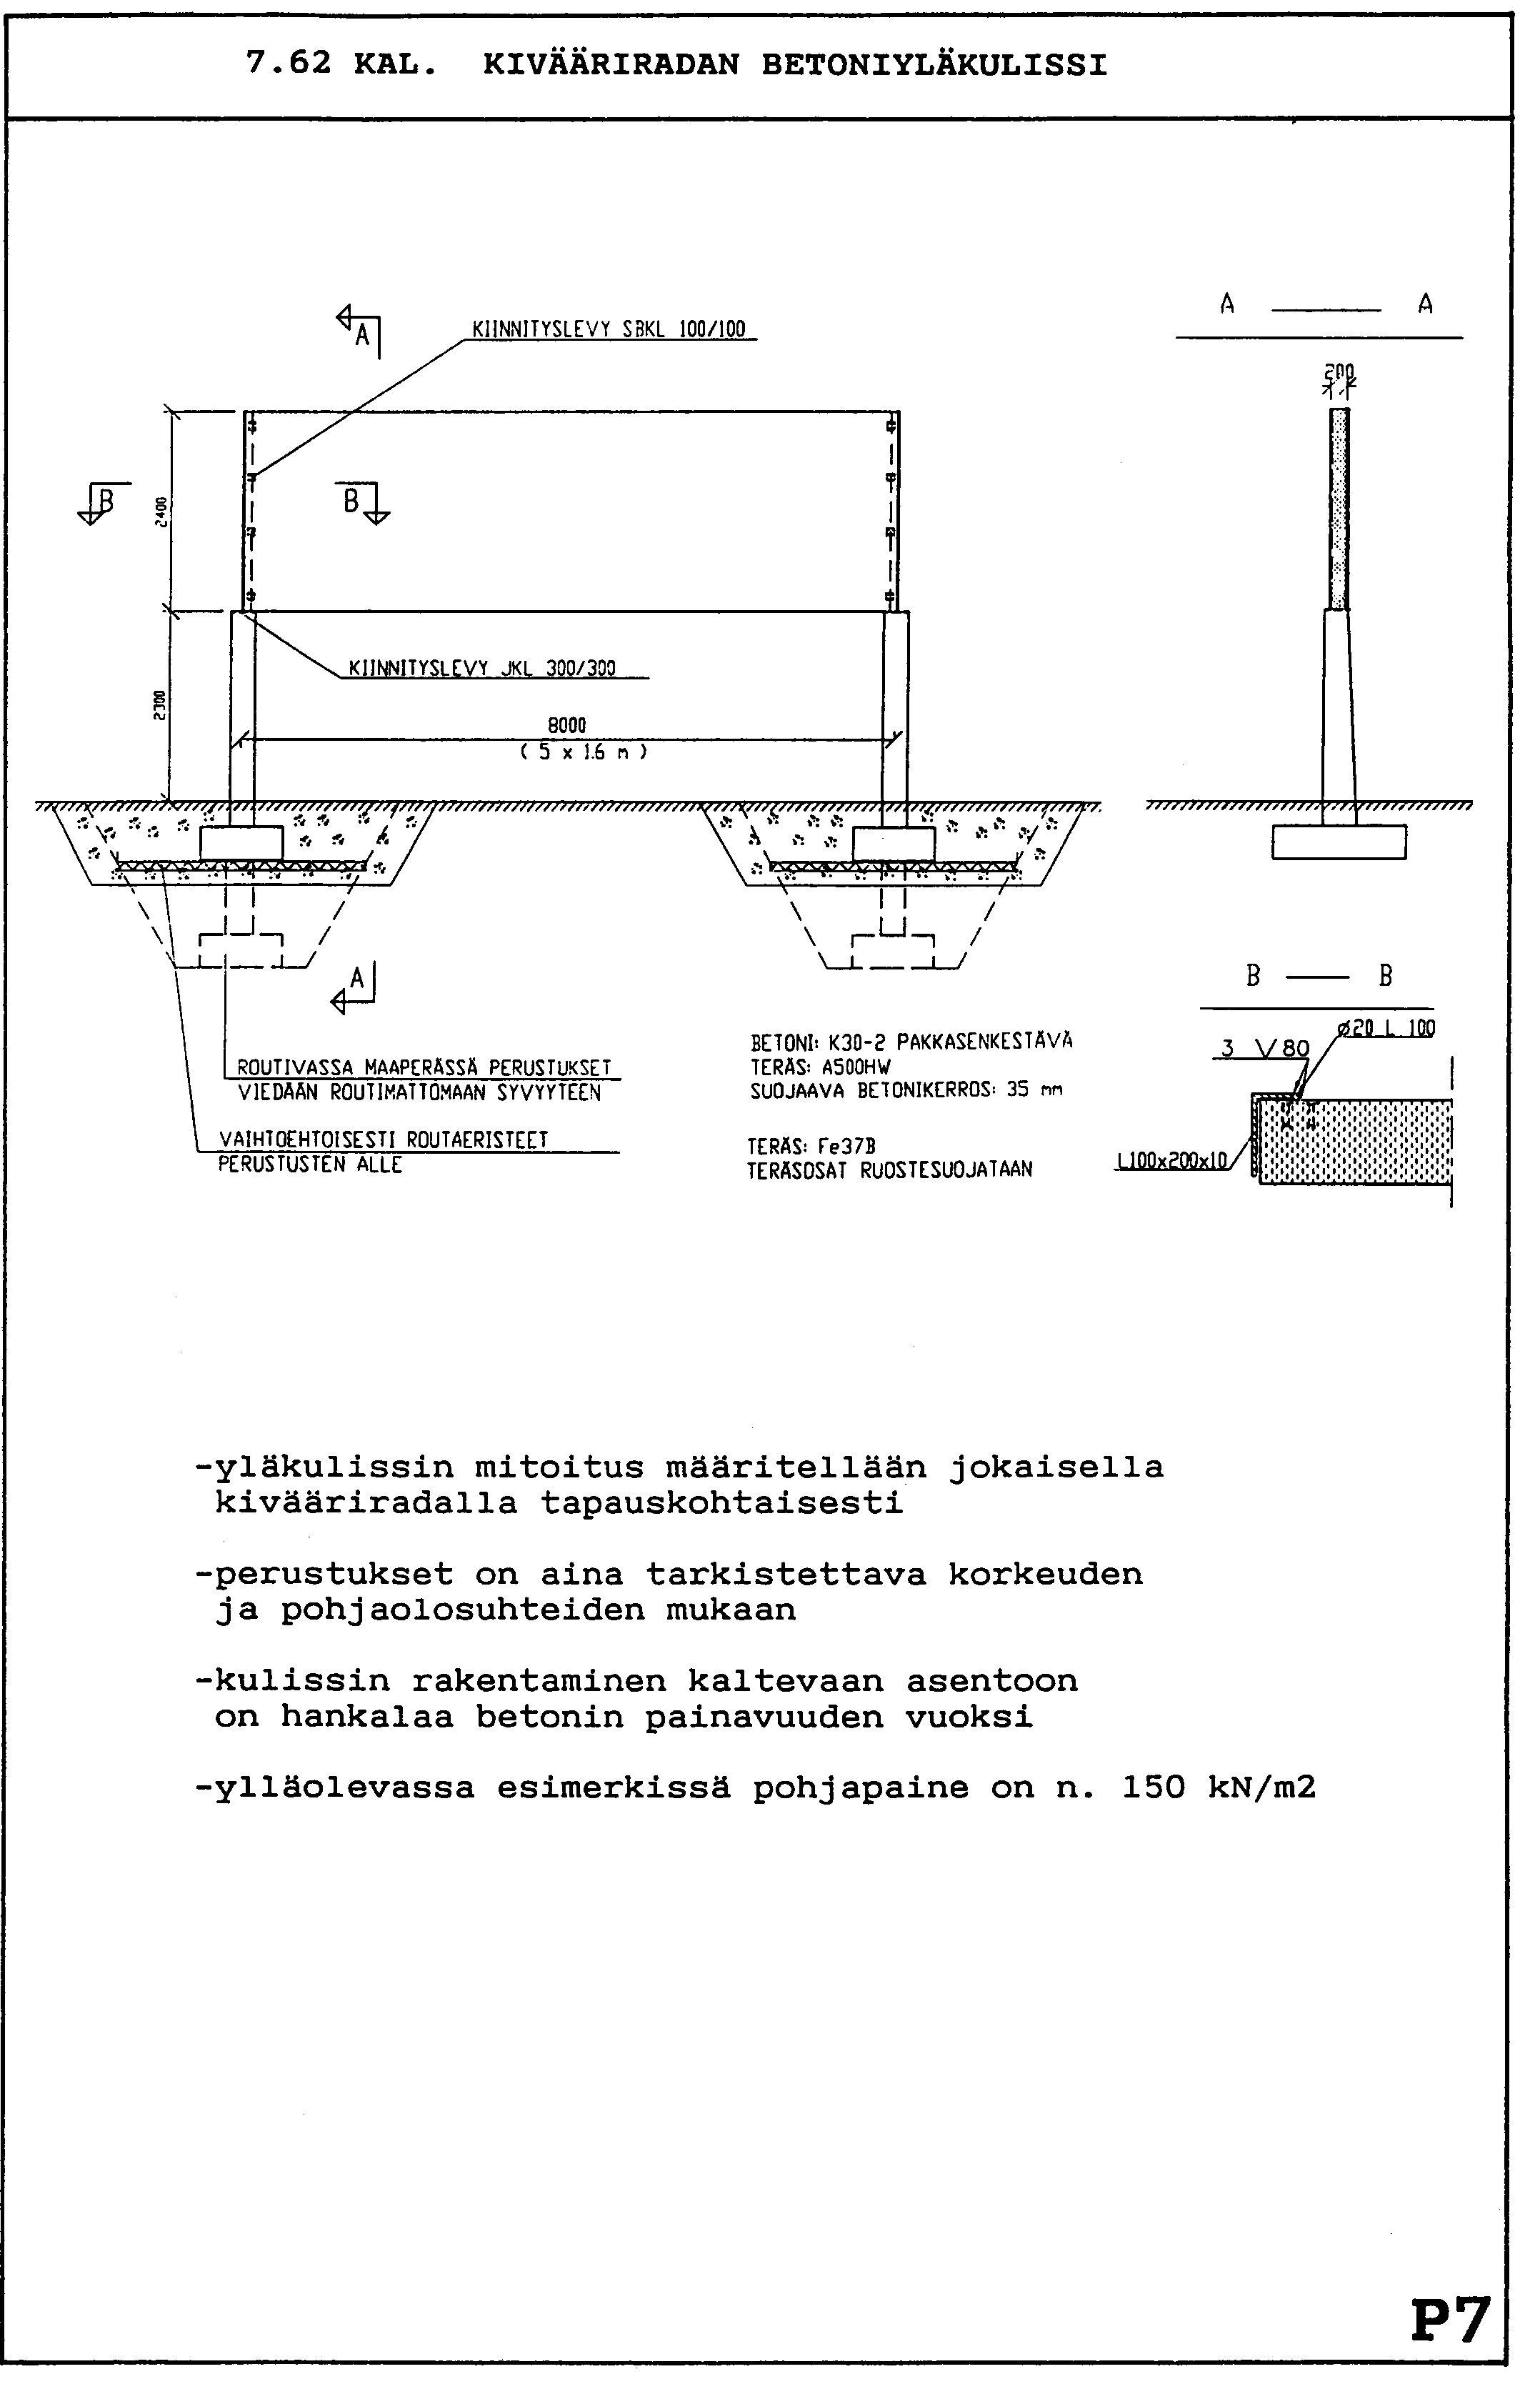 7.62 KAL. KIVÄÄRIRADAN BETONIYLÄKULISSI
A
KIINNITYSLEVY SBKL 100/100
A A
200
B
B
2400
KIINNITYSLEVY JKL 300/300
2300
8000
( 5 x 1.6 m )
A
B B
ROUTIVASSA MAAPERÄSSÄ PERUSTUKSET
VIEDÄÄN ROUTIMATTOMAAN SYVYYTEEN
VAIHTOEHTOISESTI ROUTAERISTEET
PERUSTUSTEN ALLE
BETONI: K30-2 PAKKASENKESTÄVÄ
TERÄS: A500HW
SUOJAAVA BETONIKERROS: 35 mm
TERÄS: Fe37B
TERÄSOSAT RUOSTESUOJATAAN
Ø20 L 100
3 V 80
L100x200x10
-yläkulissin mitoitus määritellään jokaisella
kivääriradalla tapauskohtaisesti
-perustukset on aina tarkistettava korkeuden
ja pohjaolosuhteiden mukaan
-kulissin rakentaminen kaltevaan asentoon
on hankalaa betonin painavuuden vuoksi
-ylläolevassa esimerkissä pohjapaine on n. 150 kN/m2
P7